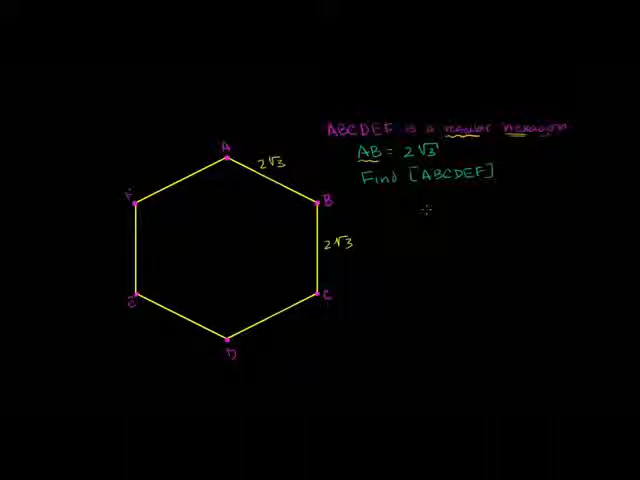 ABCDEF is a regular hexagon
AB = 2√3
Find [ABCDEF]
A
2√3
F
B
2√3
E
C
D